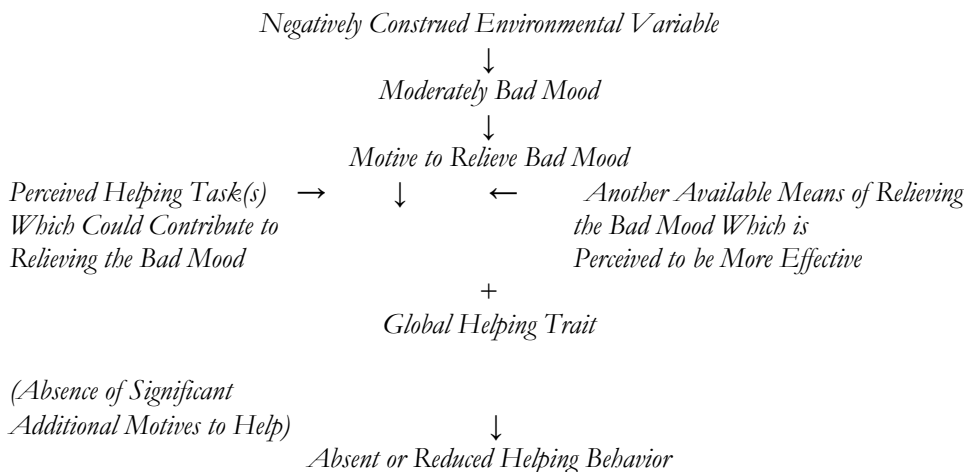 Negatively Construed Environmental Variable
↓
Moderately Bad Mood
↓
Motive to Relieve Bad Mood
Perceived Helping Task(s) → ↓ ← Another Available Means of Relieving
Which Could Contribute to the Bad Mood Which is
Relieving the Bad Mood Perceived to be More Effective
+
Global Helping Trait
(Absence of Significant
Additional Motives to Help) ↓
Absent or Reduced Helping Behavior